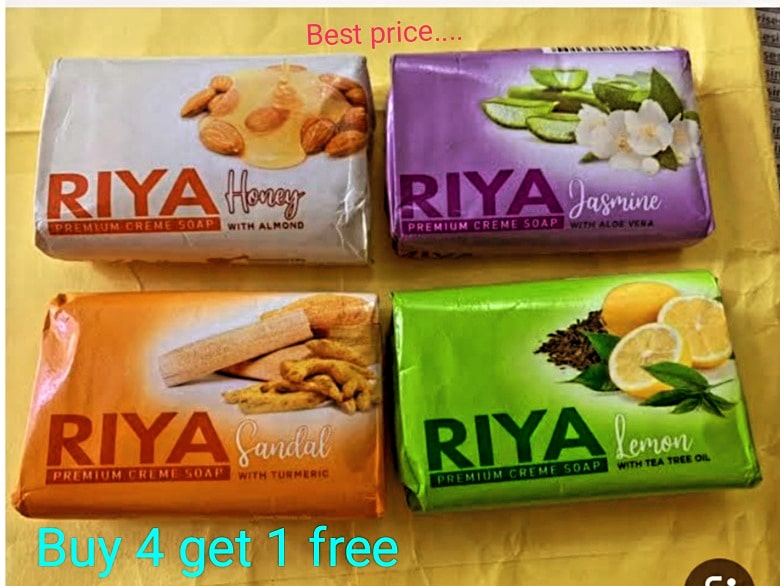 Best price....
RIYA Honey
PREMIUM CREME SOAP WITH ALMOND
RIYA Jasmine
PREMIUM CREME SOAP WITH ALOE VERA
RIYA Sandal
PREMIUM CREME SOAP WITH TURMERIC
RIYA Lemon
PREMIUM CREME SOAP WITH TEA TREE OIL
Buy 4 get 1 free